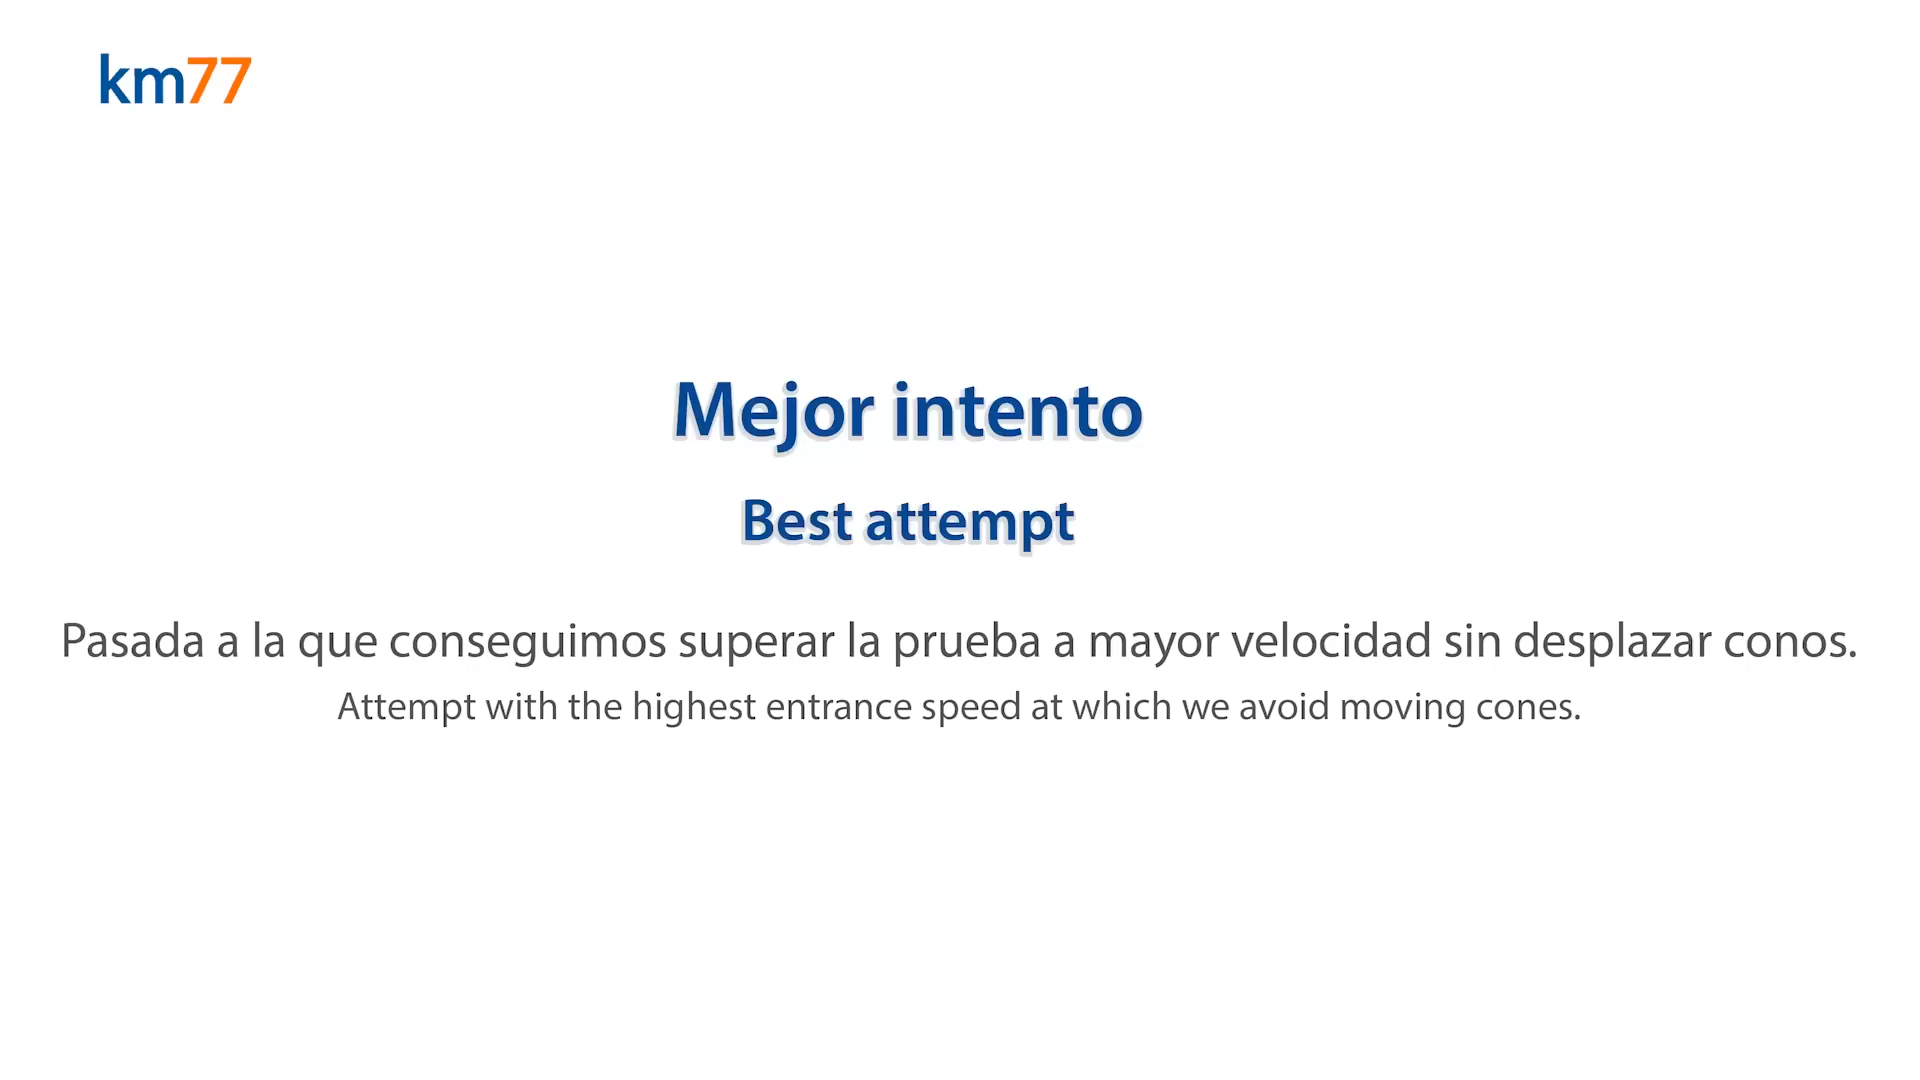 km77
Mejor intento
Best attempt
Pasada a la que conseguimos superar la prueba a mayor velocidad sin desplazar conos.
Attempt with the highest entrance speed at which we avoid moving cones.